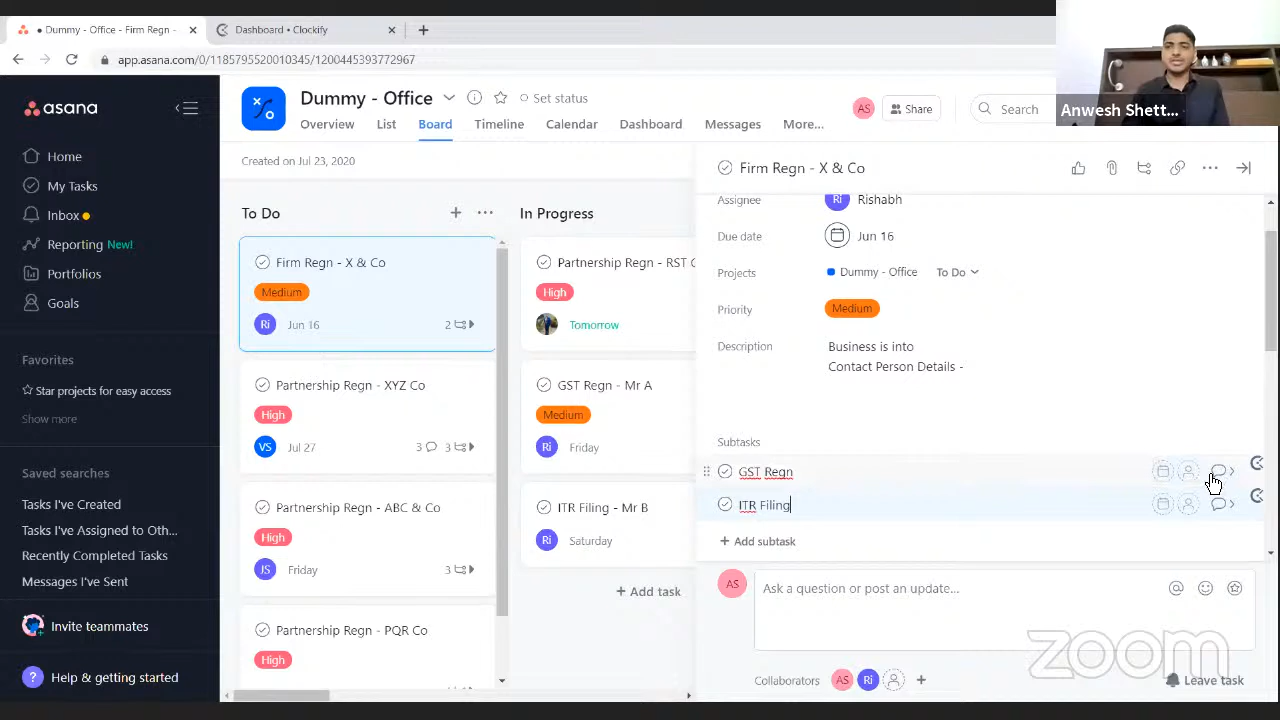 Dummy - Office - Firm Regn -
Dashboard • Clockify
app.asana.com/0/1185795520010345/1200445393772967
Anwesh Shett...
asana
Home
My Tasks
Inbox
Reporting New!
Portfolios
Goals
Favorites
Star projects for easy access
Show more
Saved searches
Tasks I've Created
Tasks I've Assigned to Oth...
Recently Completed Tasks
Messages I've Sent
Invite teammates
? Help & getting started
Dummy - Office
Set status
AS
Share
Search
Overview List Board Timeline Calendar Dashboard Messages More...
Created on Jul 23, 2020
To Do
Firm Regn - X & Co
Medium
Ri Jun 16 2
Partnership Regn - XYZ Co
High
VS Jul 27 3 3
Partnership Regn - ABC & Co
High
JS Friday 3
Partnership Regn - PQR Co
High
In Progress
Partnership Regn - RST C
High
Tomorrow
GST Regn - Mr A
Medium
Ri Friday
ITR Filing - Mr B
Ri Saturday
+ Add task
Firm Regn - X & Co
Assignee Ri Rishabh
Due date Jun 16
Projects Dummy - Office To Do
Priority Medium
Description Business is into
Contact Person Details -
Subtasks
GST Regn
ITR Filing
+ Add subtask
AS Ask a question or post an update...
zoom
Collaborators AS Ri + Leave task